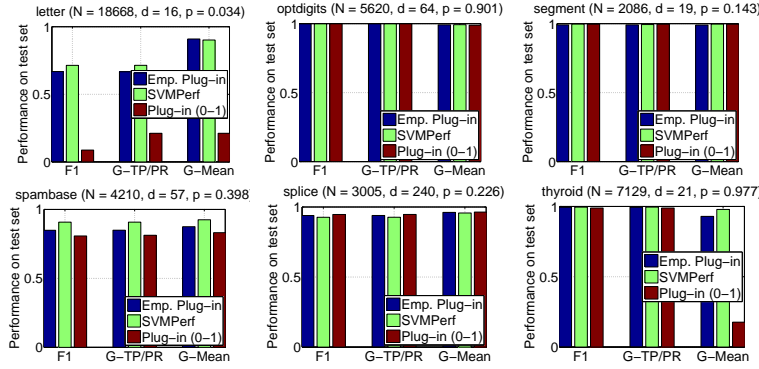 letter (N = 18668, d = 16, p = 0.034)
Performance on test set
1
0.5
0
Emp. Plug−in
SVMPerf
Plug−in (0−1)
F1
G−TP/PR
G−Mean
optdigits (N = 5620, d = 64, p = 0.901)
Performance on test set
1
0.5
0
Emp. Plug−in
SVMPerf
Plug−in (0−1)
F1
G−TP/PR
G−Mean
segment (N = 2086, d = 19, p = 0.143)
Performance on test set
1
0.5
0
Emp. Plug−in
SVMPerf
Plug−in (0−1)
F1
G−TP/PR
G−Mean
spambase (N = 4210, d = 57, p = 0.398)
Performance on test set
1
0.5
0
Emp. Plug−in
SVMPerf
Plug−in (0−1)
F1
G−TP/PR
G−Mean
splice (N = 3005, d = 240, p = 0.226)
Performance on test set
1
0.5
0
Emp. Plug−in
SVMPerf
Plug−in (0−1)
F1
G−TP/PR
G−Mean
thyroid (N = 7129, d = 21, p = 0.977)
Performance on test set
1
0.5
0
Emp. Plug−in
SVMPerf
Plug−in (0−1)
F1
G−TP/PR
G−Mean